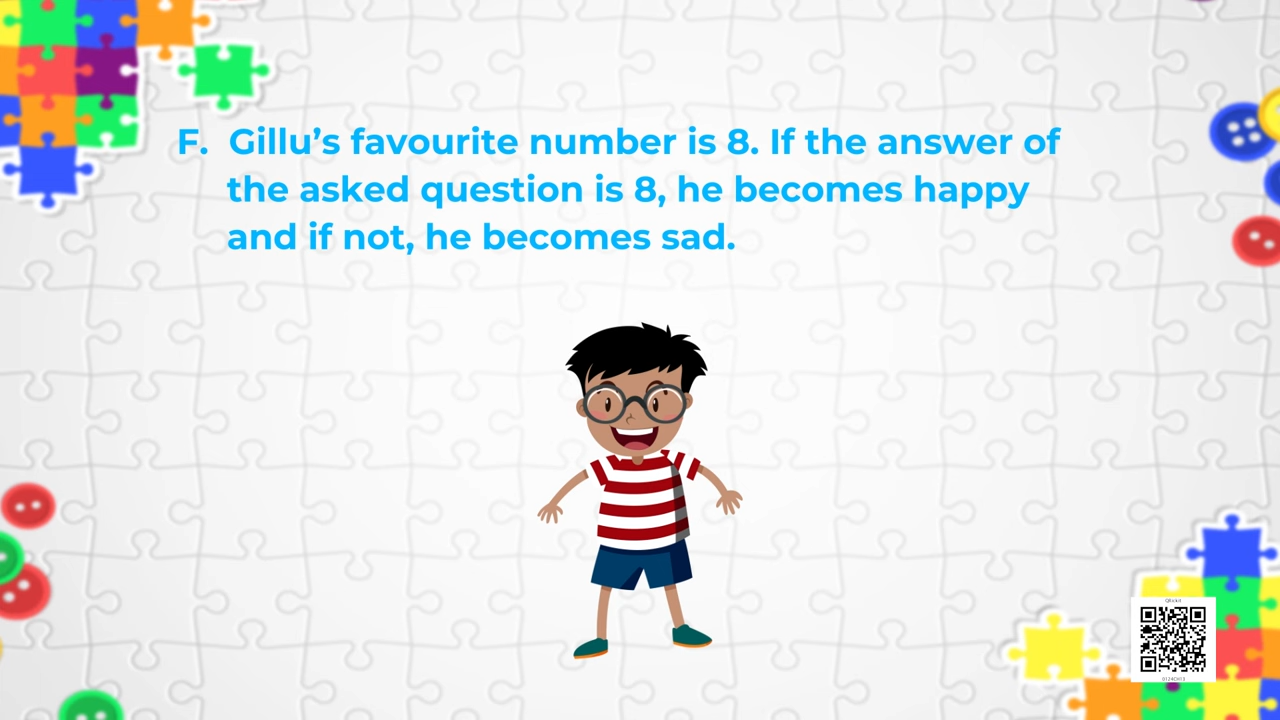 F. Gillu’s favourite number is 8. If the answer of
the asked question is 8, he becomes happy
and if not, he becomes sad.
0124CH13